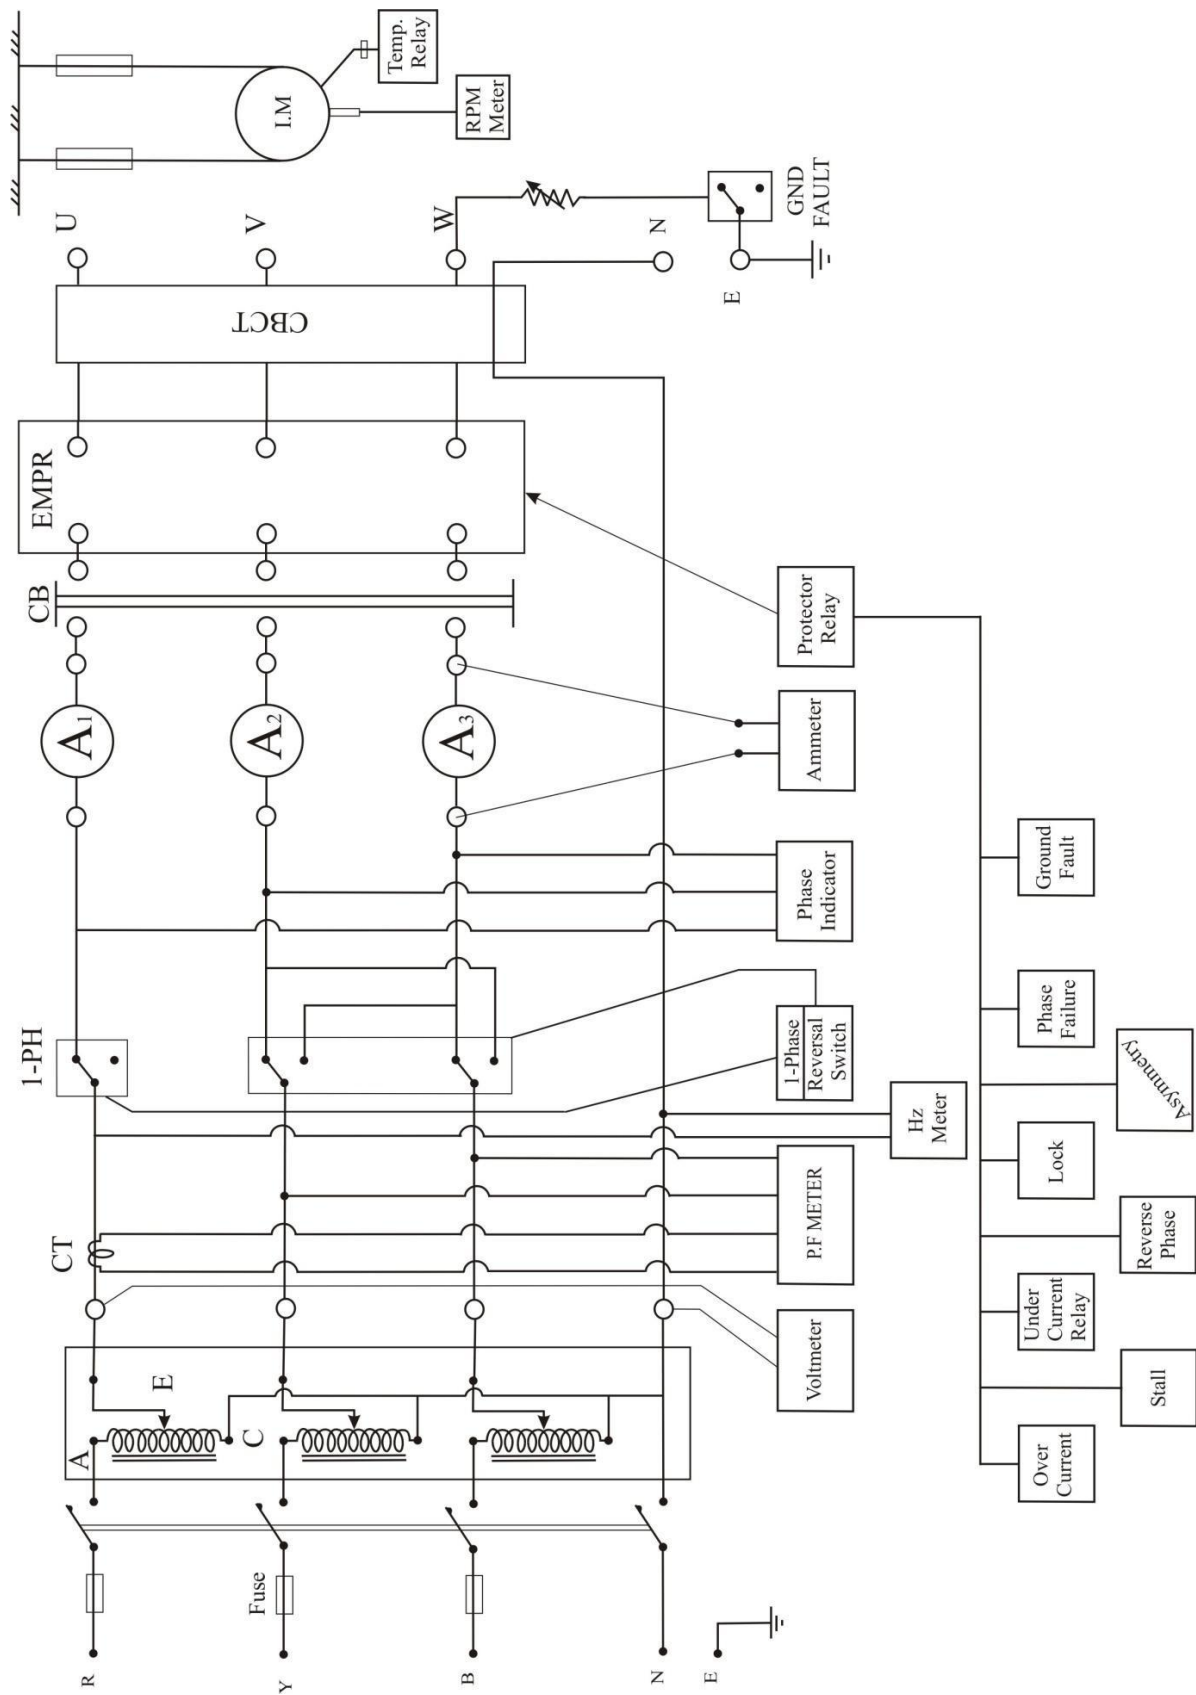 R
Y
B
N
E
Fuse
A
E
C
CT
1-PH
A1
A2
A3
CB
EMPR
CBCT
U
V
W
N
E
GND
FAULT
I.M
Temp.
Relay
RPM
Meter
Voltmeter
P.F METER
Hz
Meter
1-Phase
Reversal
Switch
Phase
Indicator
Ammeter
Protector
Relay
Over
Current
Stall
Under
Current
Relay
Reverse
Phase
Lock
Asymmetry
Phase
Failure
Ground
Fault